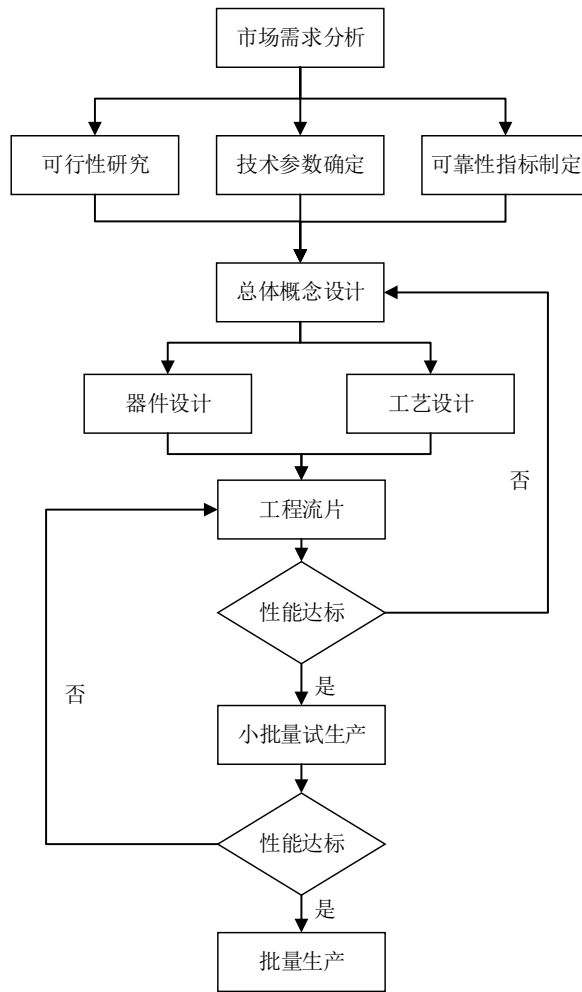 市场需求分析
可行性研究
技术参数确定
可靠性指标制定
总体概念设计
器件设计
工艺设计
否
工程流片
性能达标
否
是
小批量试生产
性能达标
是
批量生产